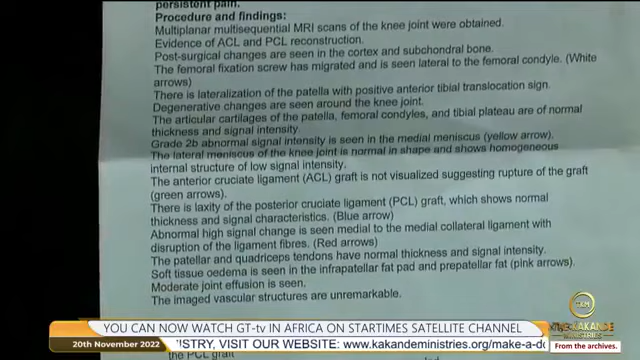 persistent pain.
Procedure and findings:
Multiplanar multisequential MRI scans of the knee joint were obtained.
Evidence of ACL and PCL reconstruction.
Post-surgical changes are seen in the cortex and subchondral bone.
The femoral fixation screw has migrated and is seen lateral to the femoral condyle. (White
arrows)
There is lateralization of the patella with positive anterior tibial translocation sign.
Degenerative changes are seen around the knee joint.
The articular cartilages of the patella, femoral condyles, and tibial plateau are of normal
thickness and signal intensity
Grade 2b abnormal signal intensity is seen in the medial meniscus (yellow arrow).
The lateral meniscus of the knee joint is normal in shape and shows homogeneous
internal structure of low signal intensity.
The anterior cruciate ligament (ACL) graft is not visualized suggesting rupture of the graft
(green arrows).
There is laxity of the posterior cruciate ligament (PCL) graft, which shows normal
thickness and signal characteristics. (Blue arrow)
Abnormal high signal change is seen medial to the medial collateral ligament with
disruption of the ligament fibres. (Red arrows)
The patellar and quadriceps tendons have normal thickness and signal intensity.
Soft tissue oedema is seen in the infrapatellar fat pad and prepatellar fat (pink arrows).
Moderate joint effusion is seen.
The imaged vascular structures are unremarkable.
KAKANDE
MINISTRIES
YOU CAN NOW WATCH GT-tv IN AFRICA ON STARTIMES SATELLITE CHANNEL
20th November 2022
ISTRY, VISIT OUR WEBSITE: www.kakandeministries.org/make-a-do
From the archives.
the PCL graft